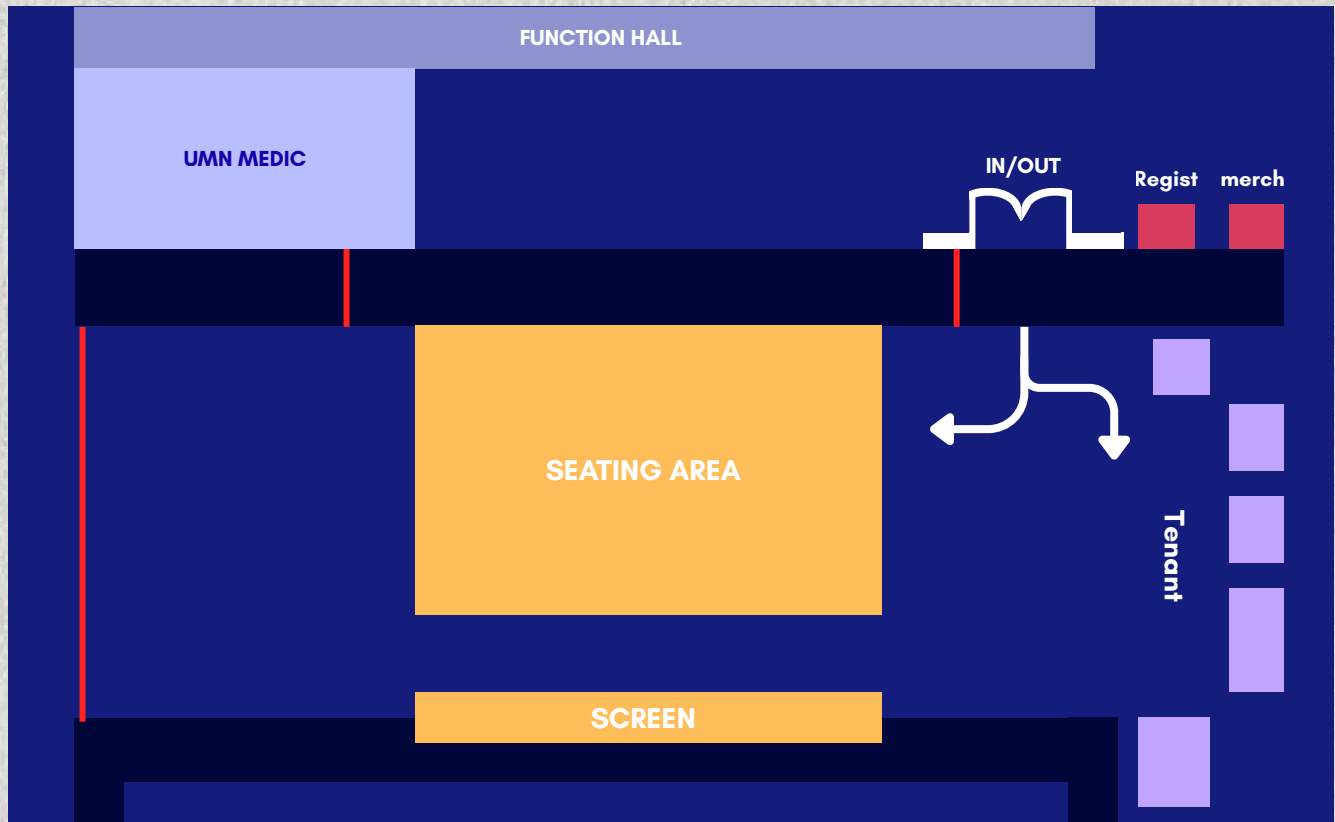 FUNCTION HALL
UMN MEDIC
IN/OUT
Regist
merch
SEATING AREA
Tenant
SCREEN